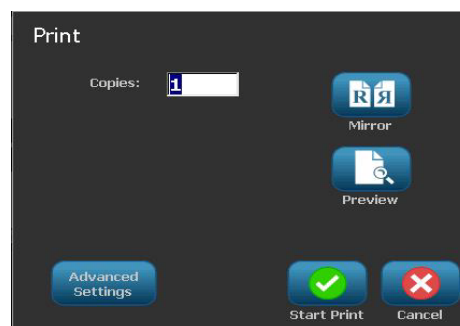 Print
Copies: 1
R Я
Mirror
Preview
Advanced
Settings
Start Print Cancel